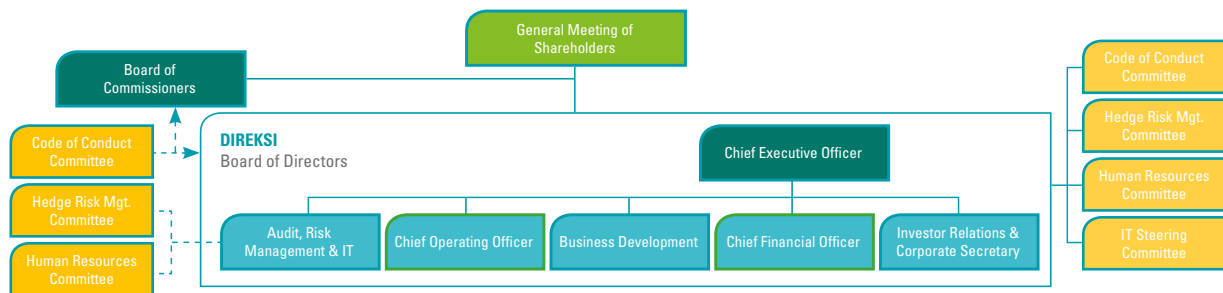 General Meeting of
Shareholders
Board of
Commissioners
Code of Conduct
Committee
Hedge Risk Mgt.
Committee
Human Resources
Committee
DIREKSI
Board of Directors
Chief Executive Officer
Audit, Risk
Management & IT
Chief Operating Officer
Business Development
Chief Financial Officer
Investor Relations &
Corporate Secretary
Code of Conduct
Committee
Hedge Risk Mgt.
Committee
Human Resources
Committee
IT Steering
Committee